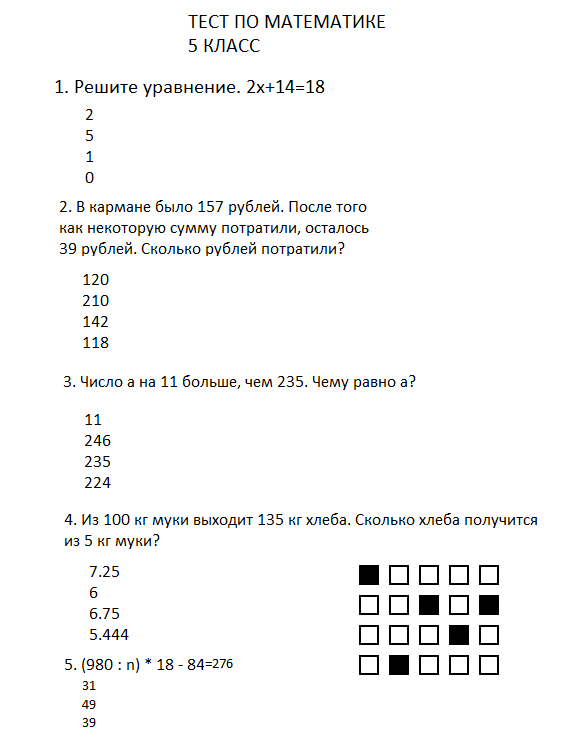 ТЕСТ ПО МАТЕМАТИКЕ
5 КЛАСС
1. Решите уравнение. 2x+14=18
2
5
1
0
2. В кармане было 157 рублей. После того
как некоторую сумму потратили, осталось
39 рублей. Сколько рублей потратили?
120
210
142
118
3. Число а на 11 больше, чем 235. Чему равно а?
11
246
235
224
4. Из 100 кг муки выходит 135 кг хлеба. Сколько хлеба получится
из 5 кг муки?
7.25
6
6.75
5.444
5. (980 : n) * 18 - 84=276
31
49
39